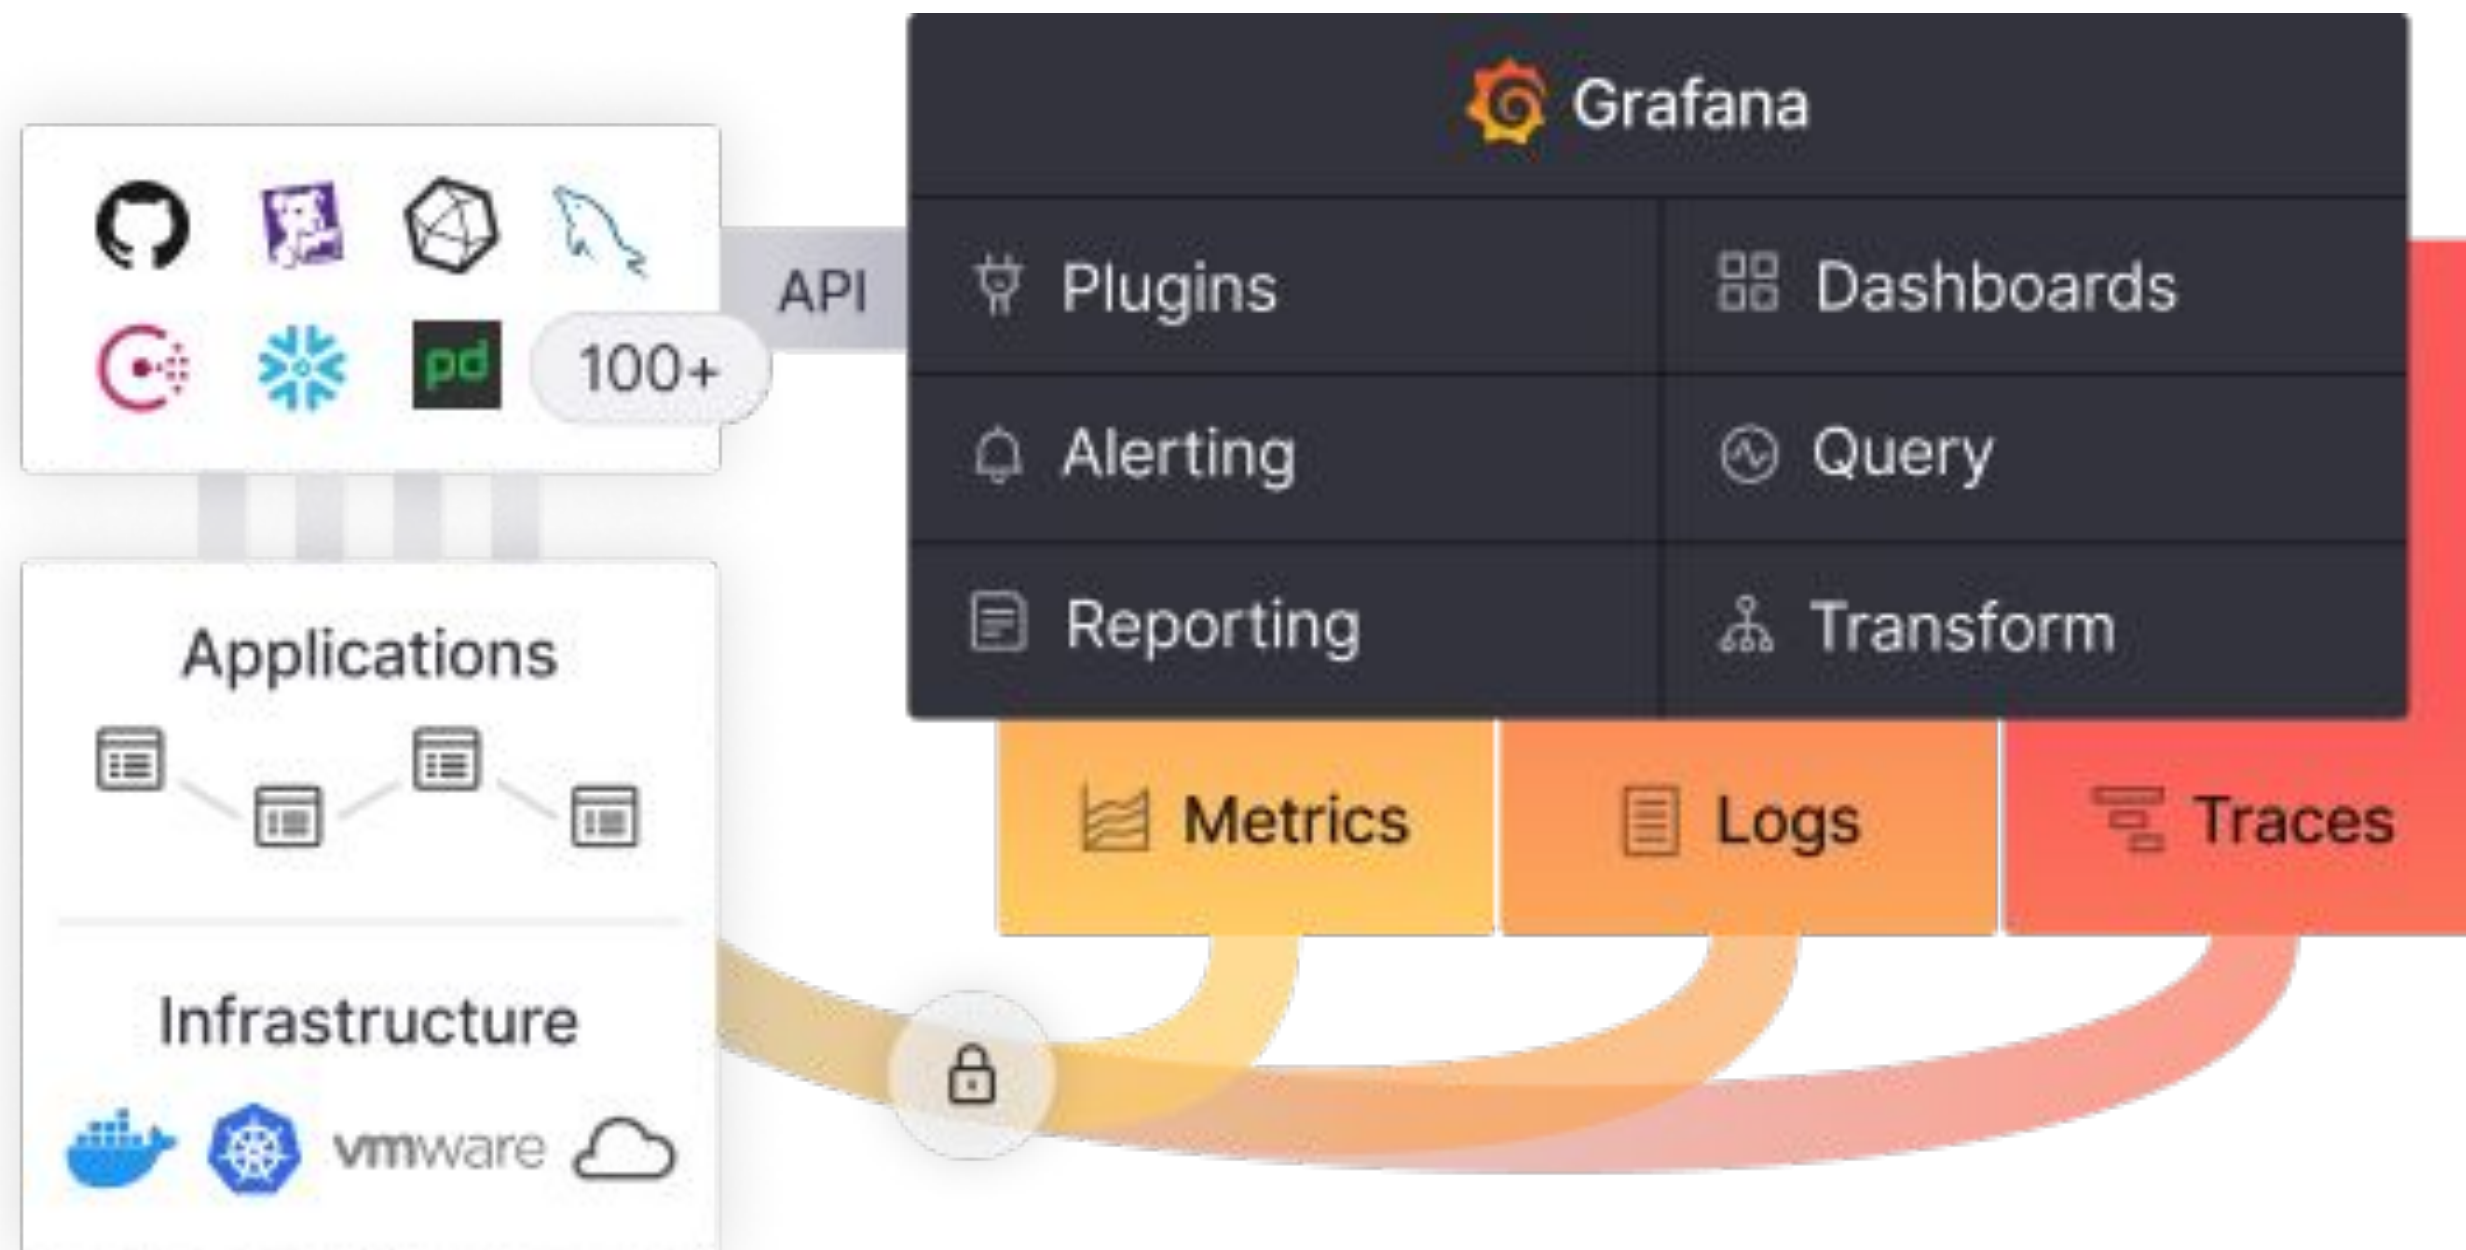 Grafana
API
Plugins
Dashboards
pd
100+
Alerting
Query
Reporting
Transform
Applications
Metrics
Logs
Traces
Infrastructure
vmware